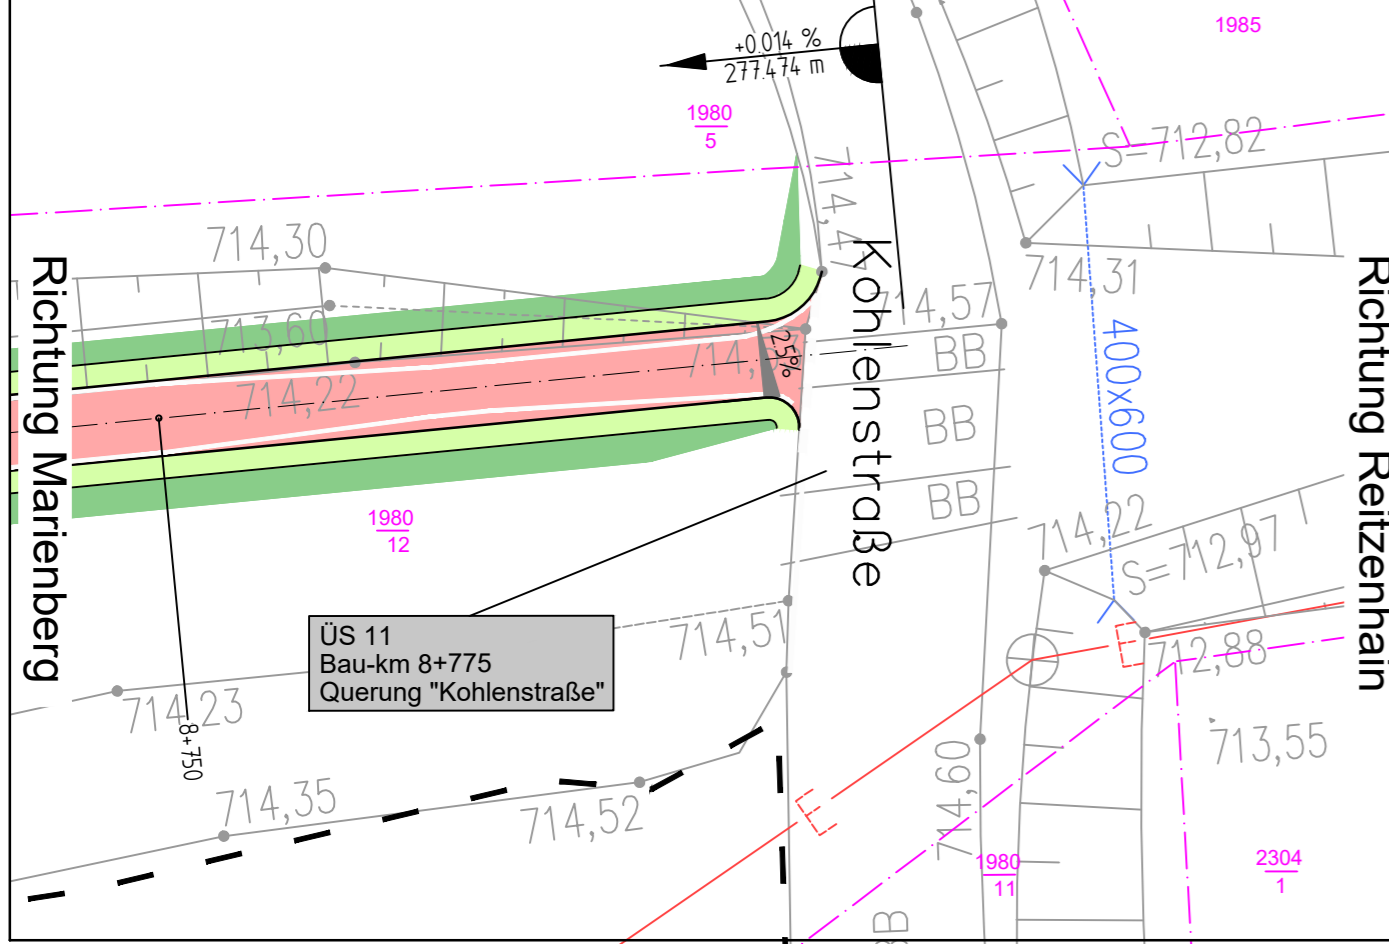 1985
+0.014 %
277.474 m
1980
5
S=712,82
714,47
714,30
Richtung Marienberg
Kohlenstraße
714,31
Richtung Reitzenhain
714,57
713,60
2.5%
BB
400x600
714,22
BB
BB
1980
12
714,22
S=712,97
ÜS 11
Bau-km 8+775
Querung "Kohlenstraße"
714,51
712,88
714,23
8+750
713,55
714,35
714,52
714,60
1980
11
2304
1
E
E